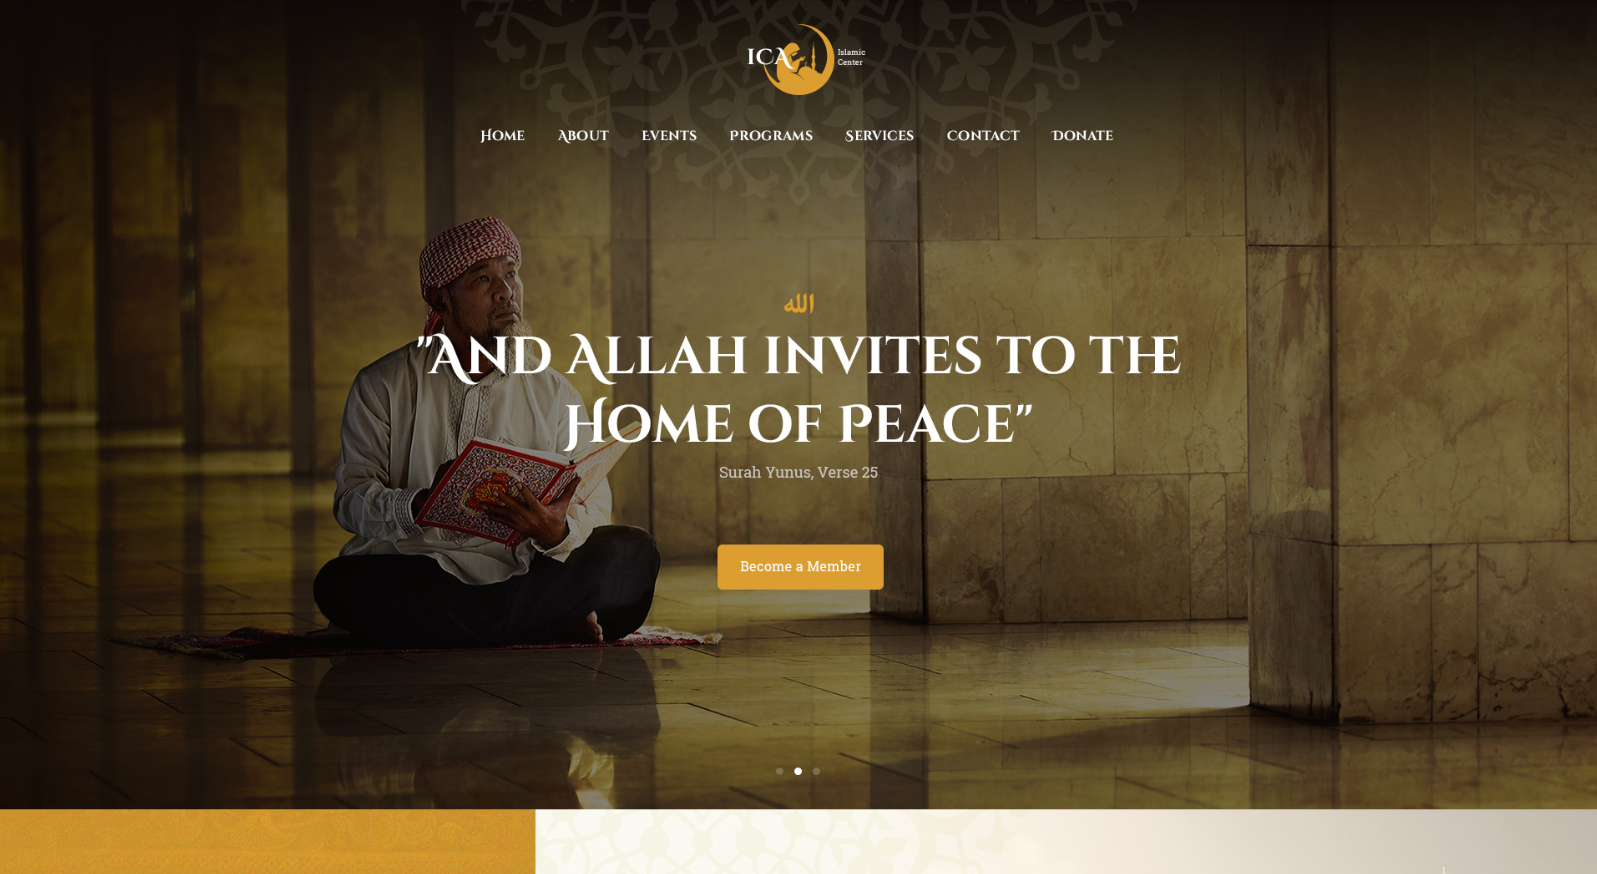 ICA
Islamic
Center
Home About Events Programs Services Contact Donate
الله
"And Allah invites to the
Home of Peace"
Surah Yunus, Verse 25
Become a Member